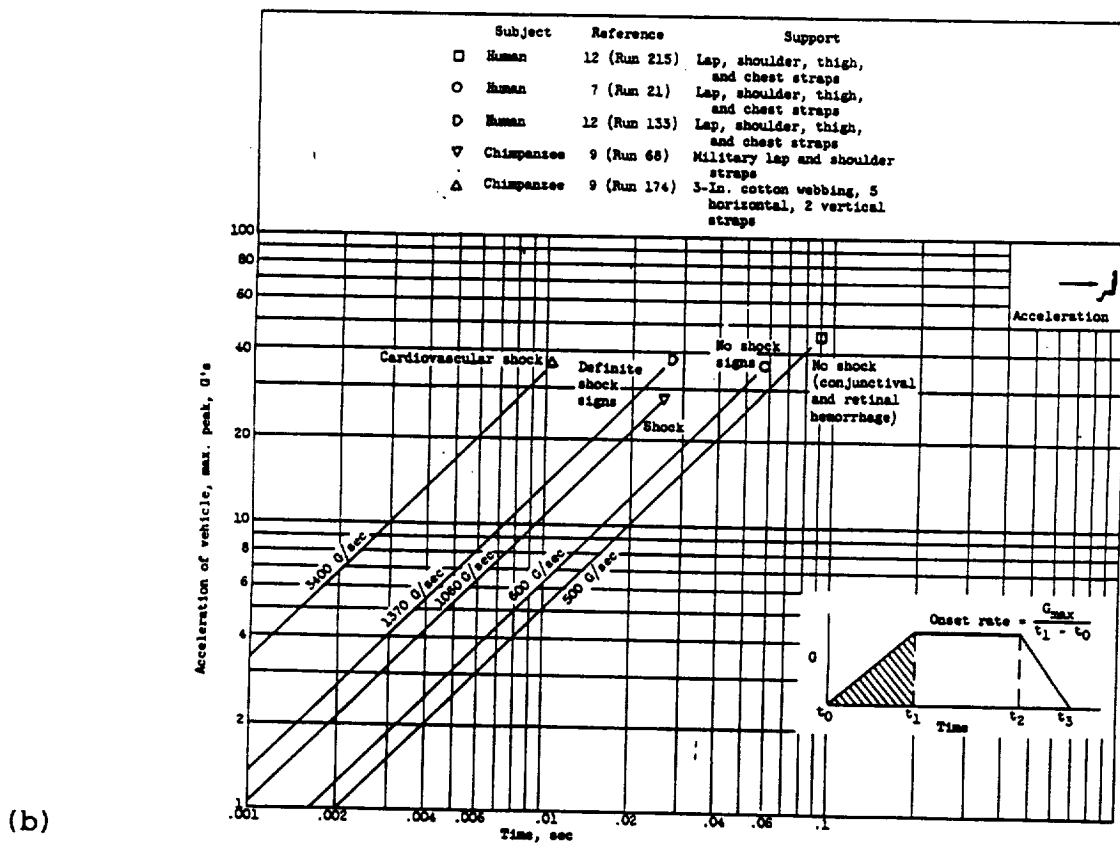 Subject Reference Support
□ Human 12 (Run 215) Lap, shoulder, thigh,
and chest straps
○ Human 7 (Run 21) Lap, shoulder, thigh,
and chest straps
D Human 12 (Run 133) Lap, shoulder, thigh,
and chest straps
▽ Chimpanzee 9 (Run 68) Military lap and shoulder
straps
△ Chimpanzee 9 (Run 174) 3-In. cotton webbing, 5
horizontal, 2 vertical
straps
100
80
60
40
20
10
8
6
4
2
1
Acceleration of vehicle, max. peak, G's
Acceleration
Cardiovascular shock
Definite
shock
signs
Shock
No shock
signs
No shock
(conjunctival
and retinal
hemorrhage)
3400 G/sec
1370 G/sec
1080 G/sec
600 G/sec
500 G/sec
Onset rate = Gmax / t1 - t0
G
t0 t1 t2 t3
Time
.001 .002 .004 .006 .01 .02 .04 .06 .1
Time, sec
(b)